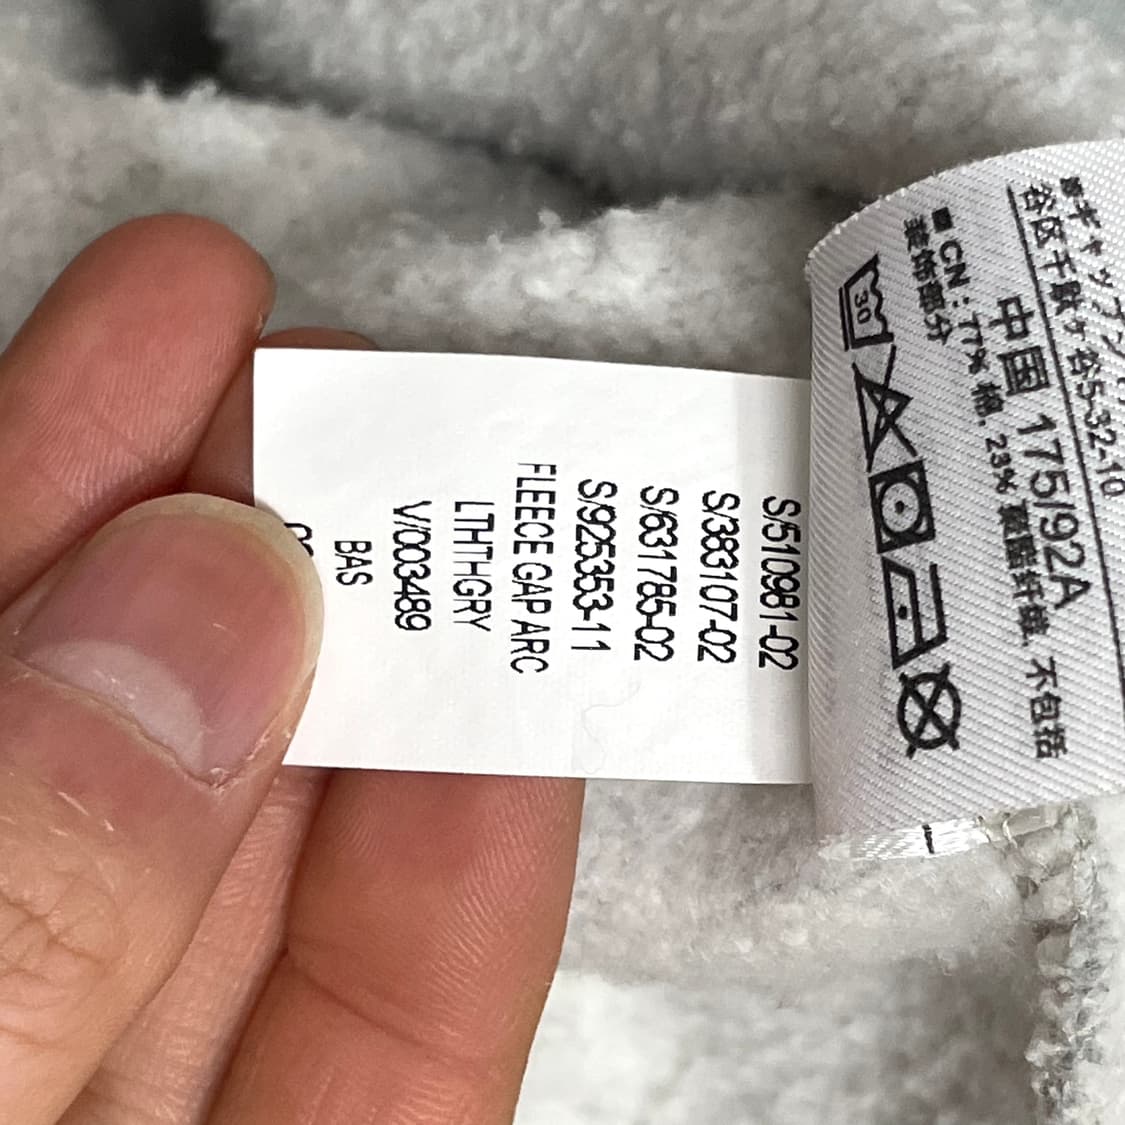 S/510981-02
S/383107-02
S/631785-02
S/925353-11
FLEECE GAP ARC
LTHTHGRY
V/003489
BAS
谷区千駄ヶ谷5-32-10
中国 175/92A
■CN: 77% 棉, 23% 聚酯纤维, 不包括
装饰部分
30